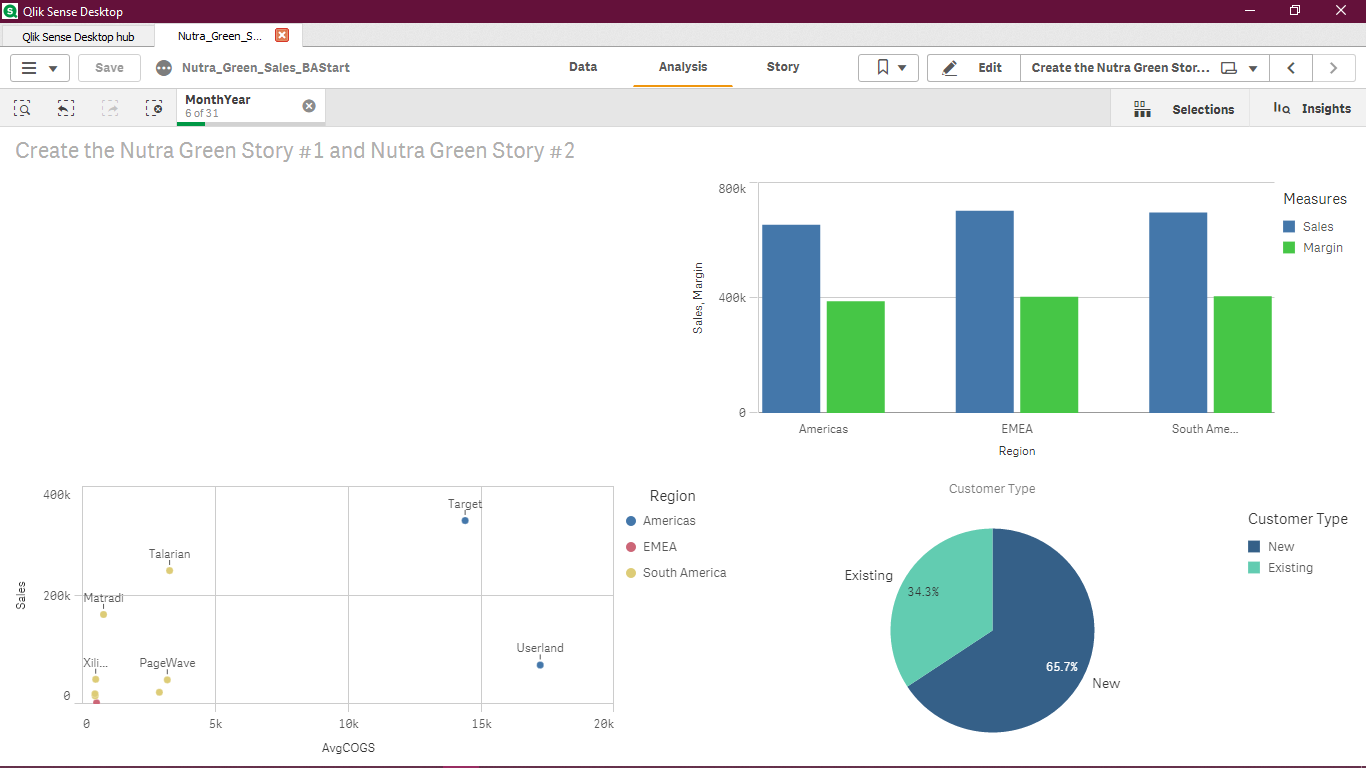 Qlik Sense Desktop
Qlik Sense Desktop hub
Nutra_Green_S...
Save
Nutra_Green_Sales_BAStart
Data
Analysis
Story
Edit
Create the Nutra Green Stor...
MonthYear
6 of 31
Selections
Insights
Create the Nutra Green Story #1 and Nutra Green Story #2
Sales, Margin
800k
400k
0
Americas
EMEA
South Ame...
Region
Measures
Sales
Margin
Sales
400k
200k
0
Target
Talarian
Matradi
Userland
Xili...
PageWave
0
5k
10k
15k
20k
AvgCOGS
Region
Americas
EMEA
South America
Customer Type
Existing
34.3%
65.7%
New
Customer Type
New
Existing